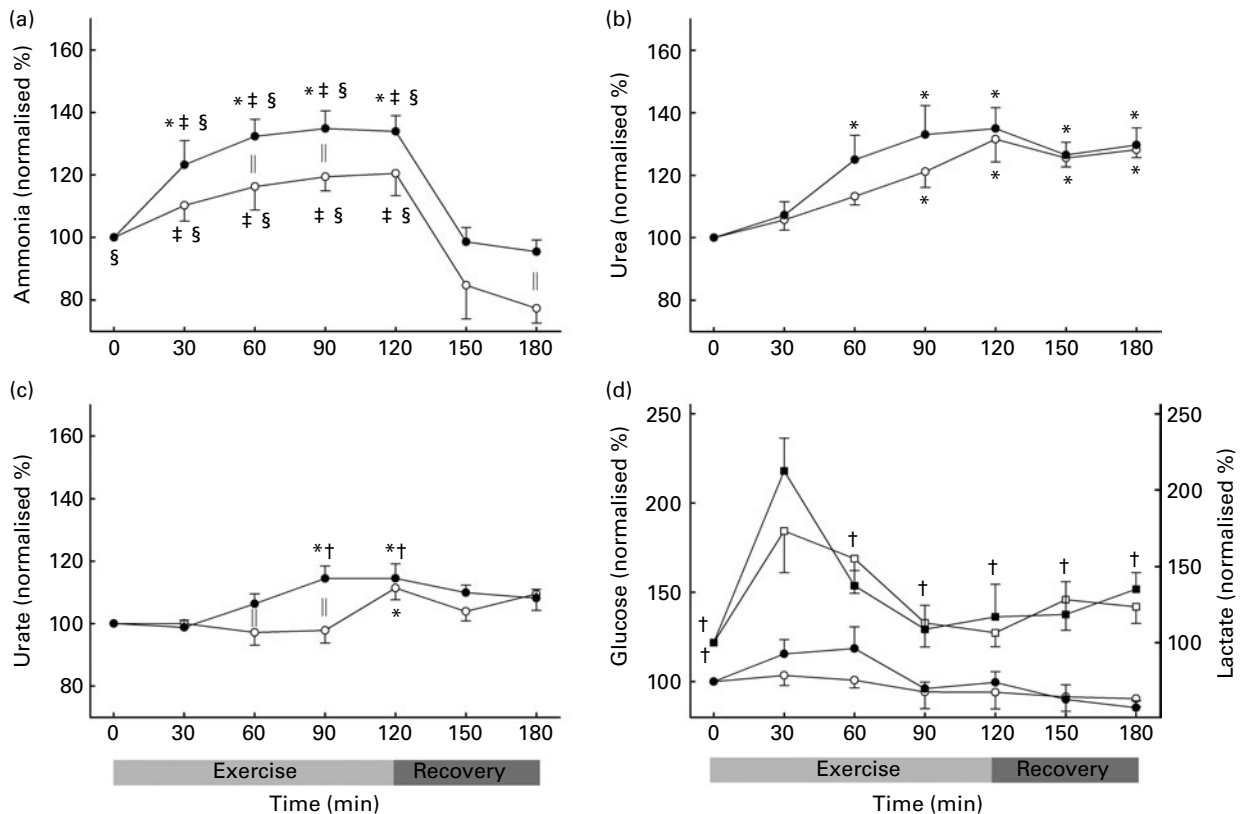 (a)
160
140
120
100
80
Ammonia (normalised %)
* ‡ §
* ‡ §
* ‡ §
* ‡ §
||
||
§
‡ §
‡ §
‡ §
‡ §
||
0 30 60 90 120 150 180
(b)
160
140
120
100
80
Urea (normalised %)
*
*
*
*
*
*
*
*
*
0 30 60 90 120 150 180
(c)
160
140
120
100
80
Urate (normalised %)
*†
*†
||
||
*
0 30 60 90 120 150 180
Exercise Recovery
Time (min)
(d)
250
200
150
100
Glucose (normalised %)
†
†
†
†
†
†
†
250
200
150
100
Lactate (normalised %)
0 30 60 90 120 150 180
Exercise Recovery
Time (min)